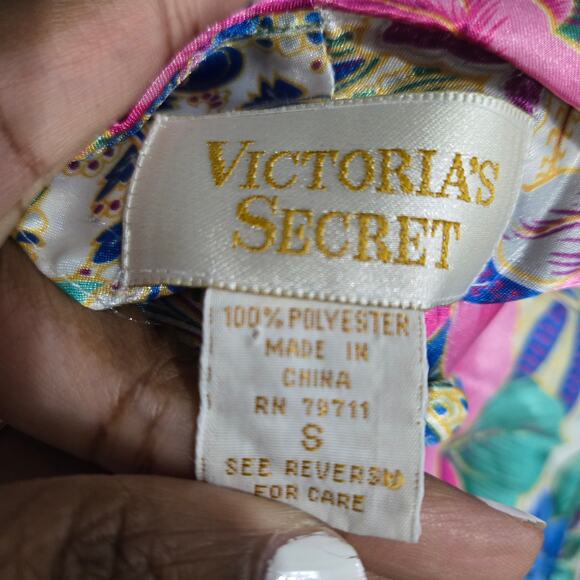 VICTORIA'S
SECRET
100% POLYESTER
MADE IN
CHINA
RN 79711
S
SEE REVERSE
FOR CARE